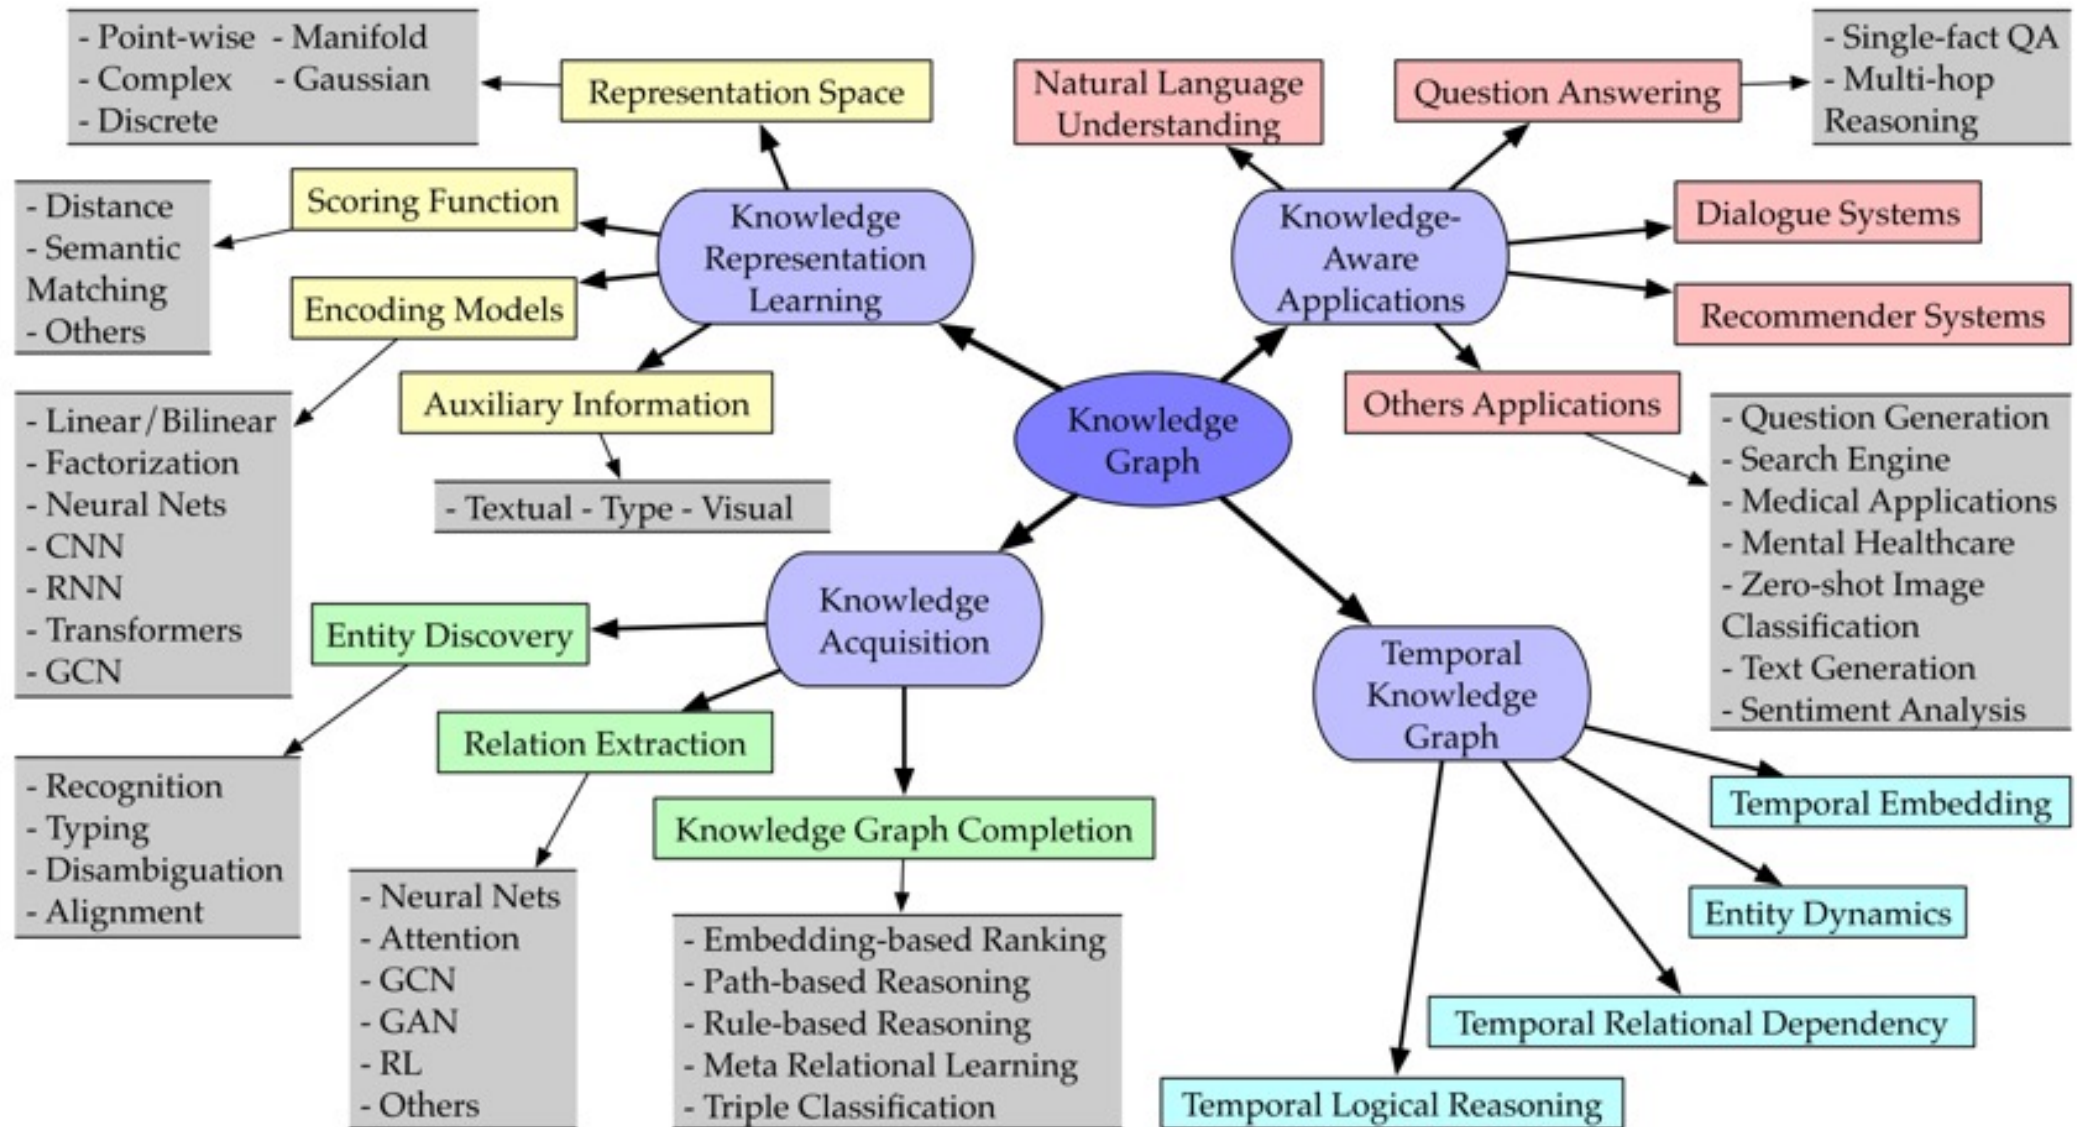 - Point-wise - Manifold
- Complex - Gaussian
- Discrete
Representation Space
Natural Language
Understanding
Question Answering
- Single-fact QA
- Multi-hop
Reasoning
- Distance
- Semantic
Matching
- Others
Scoring Function
Encoding Models
Knowledge
Representation
Learning
Knowledge-
Aware
Applications
Dialogue Systems
Recommender Systems
Auxiliary Information
- Textual - Type - Visual
Knowledge
Graph
Others Applications
- Linear/Bilinear
- Factorization
- Neural Nets
- CNN
- RNN
- Transformers
- GCN
- Question Generation
- Search Engine
- Medical Applications
- Mental Healthcare
- Zero-shot Image
Classification
- Text Generation
- Sentiment Analysis
Entity Discovery
Knowledge
Acquisition
Temporal
Knowledge
Graph
Relation Extraction
Knowledge Graph Completion
- Recognition
- Typing
- Disambiguation
- Alignment
- Neural Nets
- Attention
- GCN
- GAN
- RL
- Others
- Embedding-based Ranking
- Path-based Reasoning
- Rule-based Reasoning
- Meta Relational Learning
- Triple Classification
Temporal Embedding
Entity Dynamics
Temporal Relational Dependency
Temporal Logical Reasoning